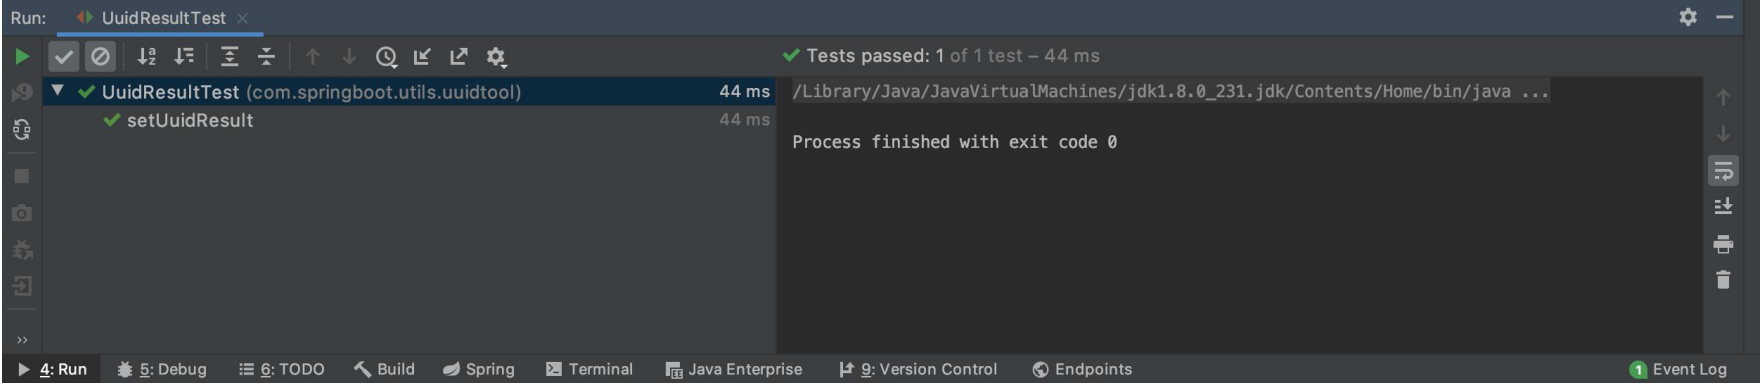 Run: UuidResultTest
Tests passed: 1 of 1 test – 44 ms
UuidResultTest (com.springboot.utils.uuidtool) 44 ms
setUuidResult 44 ms
/Library/Java/JavaVirtualMachines/jdk1.8.0_231.jdk/Contents/Home/bin/java ...
Process finished with exit code 0
4: Run 5: Debug 6: TODO Build Spring Terminal Java Enterprise 9: Version Control Endpoints 1 Event Log